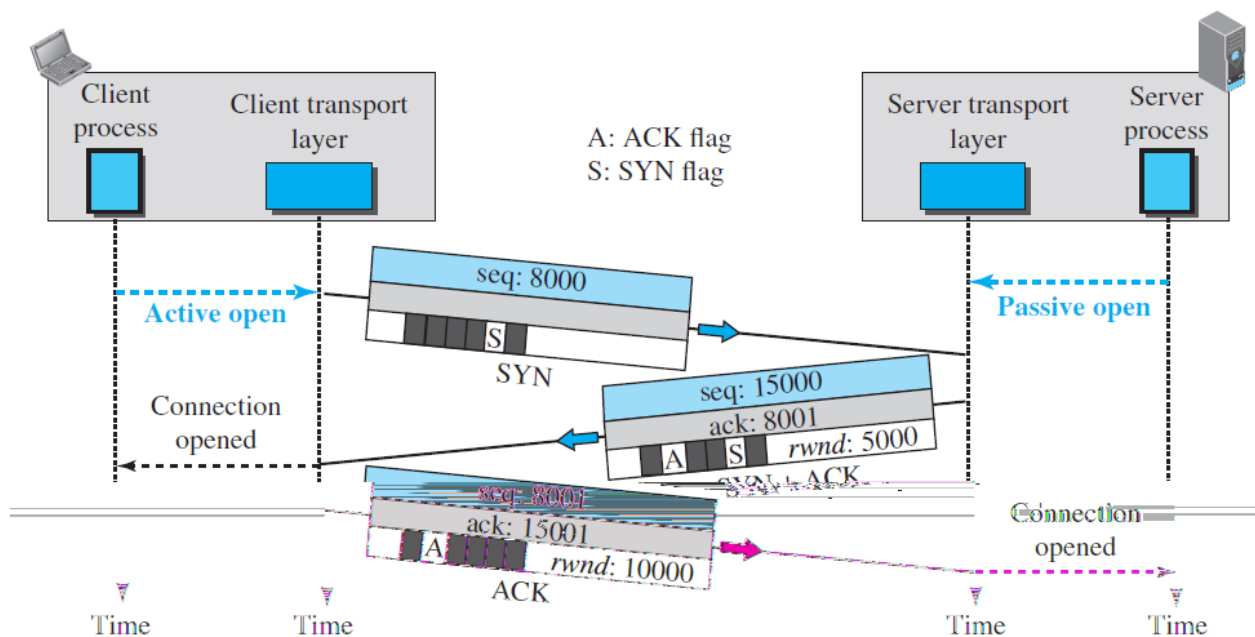 Client
process
Client transport
layer
A: ACK flag
S: SYN flag
Server transport
layer
Server
process
seq: 8000
Active open
S
SYN
Passive open
seq: 15000
ack: 8001
A S rwnd: 5000
SYN + ACK
Connection
opened
seq: 8001
ack: 15001
A rwnd: 10000
ACK
Connection
opened
Time
Time
Time
Time